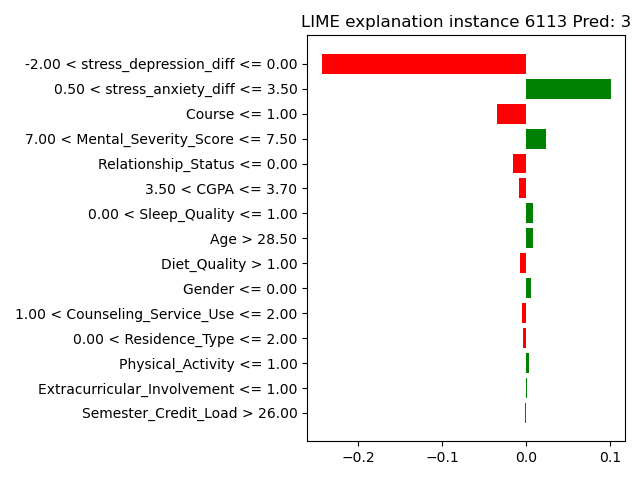 LIME explanation instance 6113 Pred: 3
-2.00 < stress_depression_diff <= 0.00
0.50 < stress_anxiety_diff <= 3.50
Course <= 1.00
7.00 < Mental_Severity_Score <= 7.50
Relationship_Status <= 0.00
3.50 < CGPA <= 3.70
0.00 < Sleep_Quality <= 1.00
Age > 28.50
Diet_Quality > 1.00
Gender <= 0.00
1.00 < Counseling_Service_Use <= 2.00
0.00 < Residence_Type <= 2.00
Physical_Activity <= 1.00
Extracurricular_Involvement <= 1.00
Semester_Credit_Load > 26.00
−0.2 −0.1 0.0 0.1